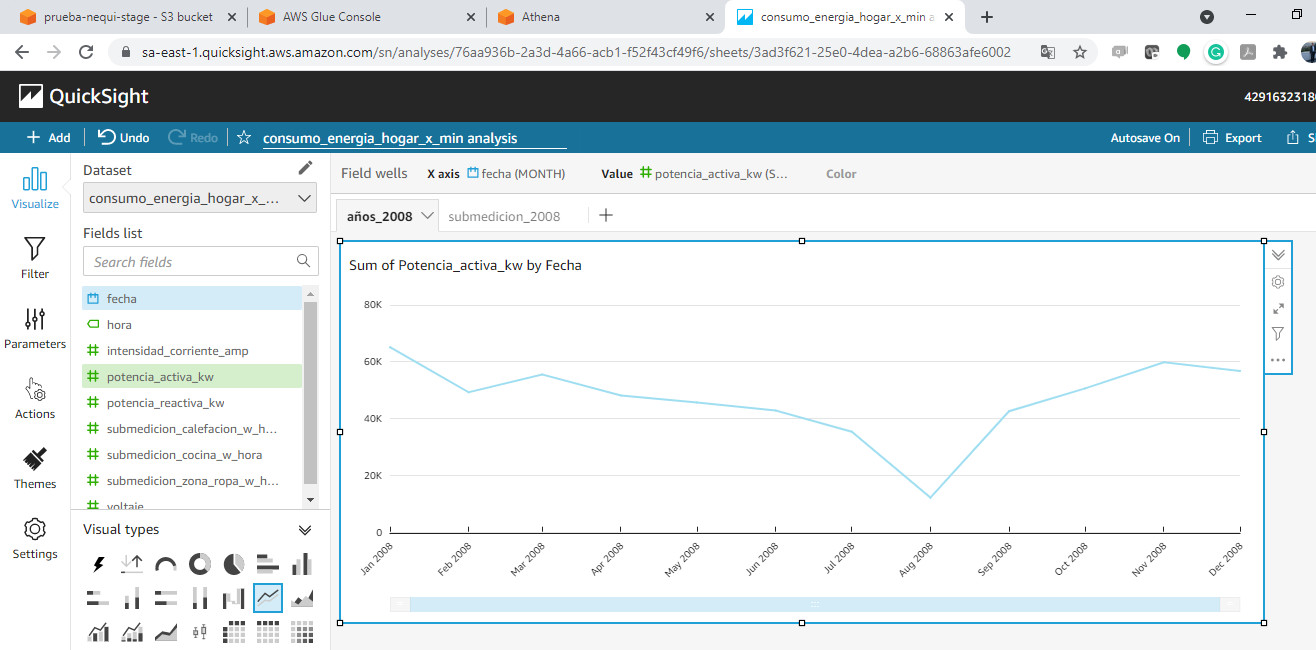 prueba-nequi-stage - S3 bucket
AWS Glue Console
Athena
consumo_energia_hogar_x_min a
sa-east-1.quicksight.aws.amazon.com/sn/analyses/76aa936b-2a3d-4a66-acb1-f52f43cf49f6/sheets/3ad3f621-25e0-4dea-a2b6-68863afe6002
QuickSight
4291632318
Add Undo Redo consumo_energia_hogar_x_min analysis Autosave On Export S
Visualize
Filter
Parameters
Actions
Themes
Settings
Dataset
consumo_energia_hogar_x_...
Fields list
Search fields
fecha
hora
intensidad_corriente_amp
potencia_activa_kw
potencia_reactiva_kw
submedicion_calefacion_w_h...
submedicion_cocina_w_hora
submedicion_zona_ropa_w_h...
voltaje
Visual types
Field wells X axis fecha (MONTH) Value potencia_activa_kw (S... Color
años_2008 submedicion_2008
Sum of Potencia_activa_kw by Fecha
80K
60K
40K
20K
0
Jan 2008 Feb 2008 Mar 2008 Apr 2008 May 2008 Jun 2008 Jul 2008 Aug 2008 Sep 2008 Oct 2008 Nov 2008 Dec 2008